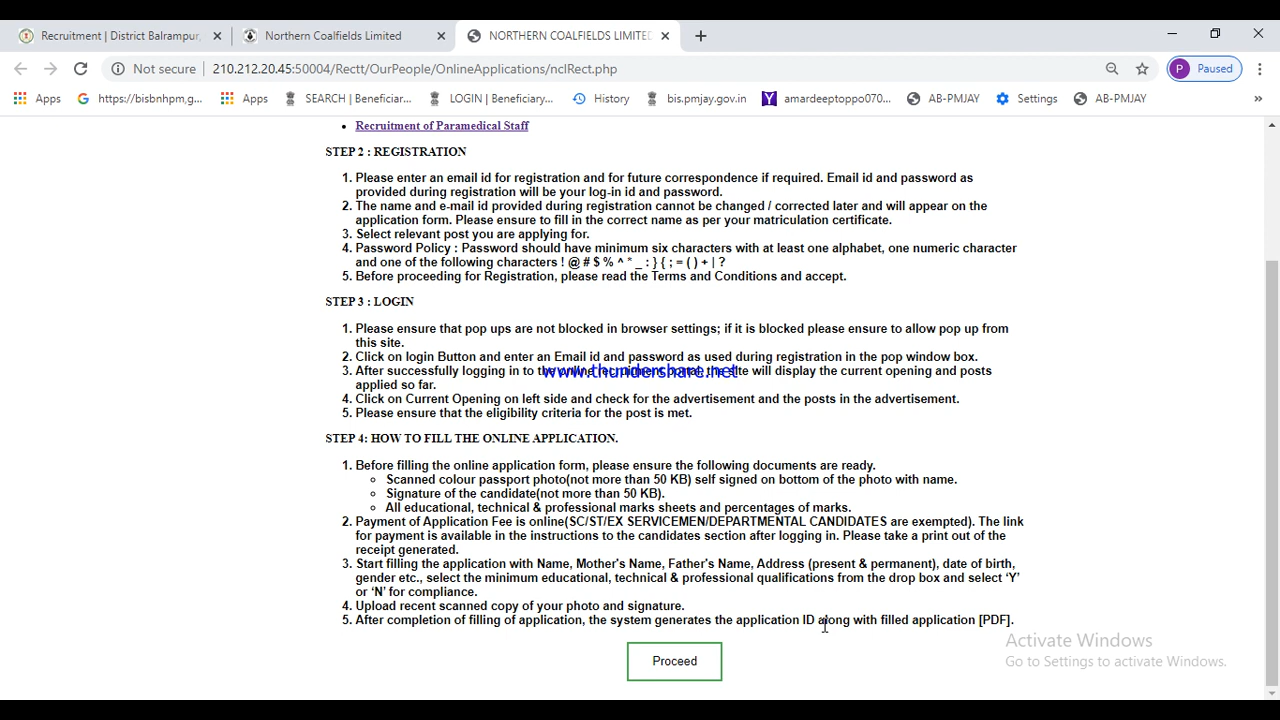 Recruitment | District Balrampur,
Northern Coalfields Limited
NORTHERN COALFIELDS LIMITED
Not secure
210.212.20.45:50004/Rectt/OurPeople/OnlineApplications/nclRect.php
P Paused
Apps
https://bisbnhpm,g...
Apps
SEARCH | Beneficiar...
LOGIN | Beneficiary...
History
bis.pmjay.gov.in
amardeeptoppo070...
AB-PMJAY
Settings
AB-PMJAY
»
• Recruitment of Paramedical Staff
STEP 2 : REGISTRATION
1. Please enter an email id for registration and for future correspondence if required. Email id and password as
provided during registration will be your log-in id and password.
2. The name and e-mail id provided during registration cannot be changed / corrected later and will appear on the
application form. Please ensure to fill in the correct name as per your matriculation certificate.
3. Select relevant post you are applying for.
4. Password Policy : Password should have minimum six characters with at least one alphabet, one numeric character
and one of the following characters ! @ # $ % ^ * _ : } { ; = ( ) + | ?
5. Before proceeding for Registration, please read the Terms and Conditions and accept.
STEP 3 : LOGIN
1. Please ensure that pop ups are not blocked in browser settings; if it is blocked please ensure to allow pop up from
this site.
2. Click on login Button and enter an Email id and password as used during registration in the pop window box.
3. After successfully logging in to the online recruitment portal, the site will display the current opening and posts
www.thundershare.net
applied so far.
4. Click on Current Opening on left side and check for the advertisement and the posts in the advertisement.
5. Please ensure that the eligibility criteria for the post is met.
STEP 4: HOW TO FILL THE ONLINE APPLICATION.
1. Before filling the online application form, please ensure the following documents are ready.
Scanned colour passport photo(not more than 50 KB) self signed on bottom of the photo with name.
Signature of the candidate(not more than 50 KB).
All educational, technical & professional marks sheets and percentages of marks.
2. Payment of Application Fee is online(SC/ST/EX SERVICEMEN/DEPARTMENTAL CANDIDATES are exempted). The link
for payment is available in the instructions to the candidates section after logging in. Please take a print out of the
receipt generated.
3. Start filling the application with Name, Mother's Name, Father's Name, Address (present & permanent), date of birth,
gender etc., select the minimum educational, technical & professional qualifications from the drop box and select ‘Y’
or ‘N’ for compliance.
4. Upload recent scanned copy of your photo and signature.
5. After completion of filling of application, the system generates the application ID along with filled application [PDF].
Proceed
Activate Windows
Go to Settings to activate Windows.